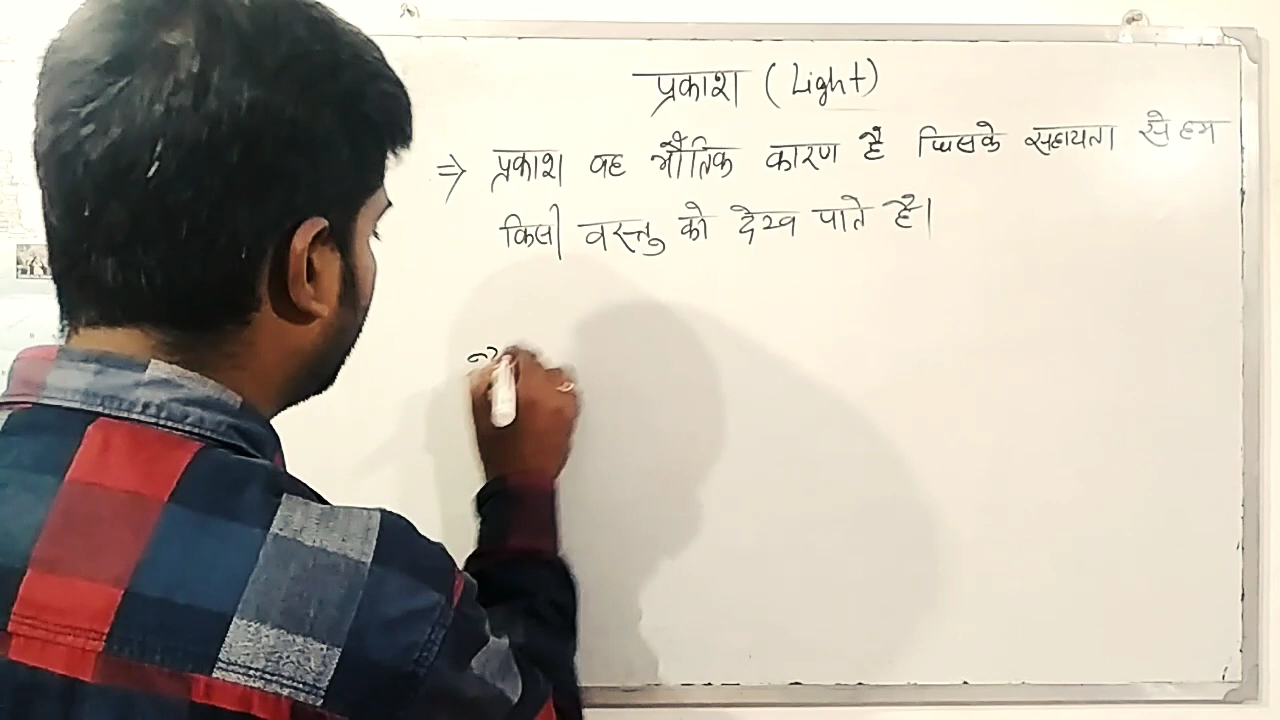 प्रकाश (Light)
⇒ प्रकाश वह भौतिक कारण है जिसके सहायता से हम
किसी वस्तु को देख पाते है।